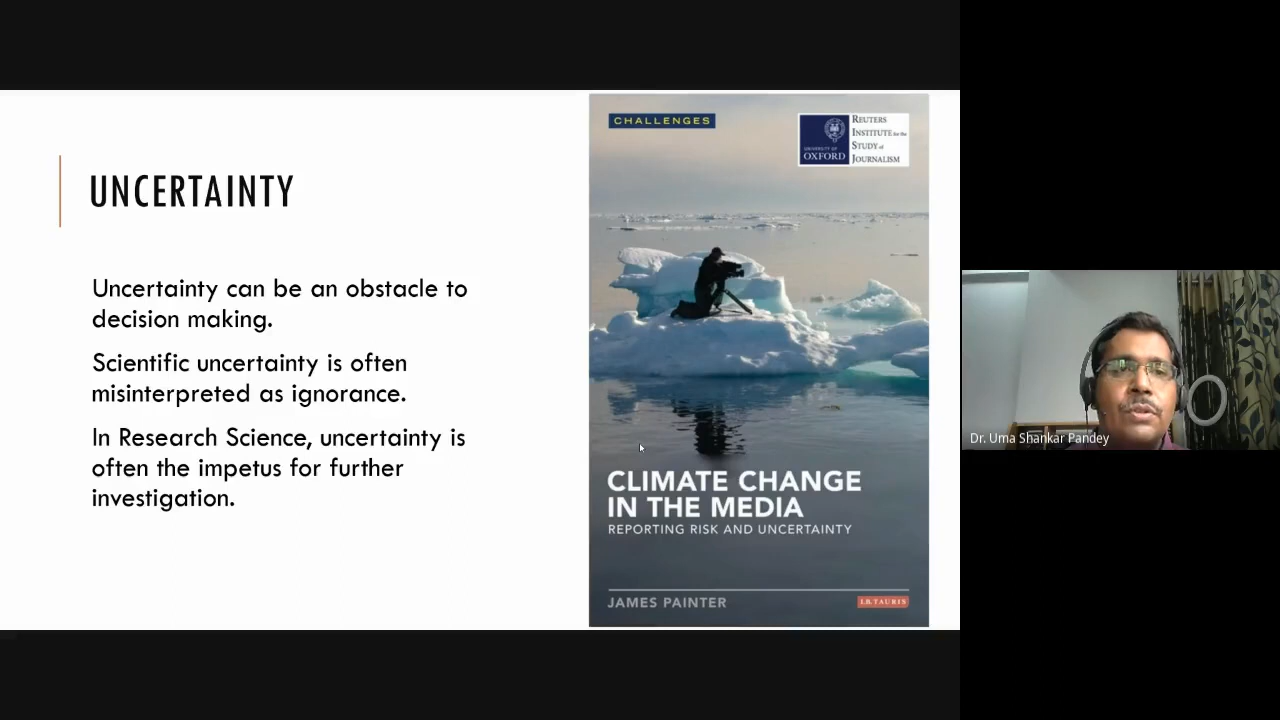 UNCERTAINTY
Uncertainty can be an obstacle to
decision making.
Scientific uncertainty is often
misinterpreted as ignorance.
In Research Science, uncertainty is
often the impetus for further
investigation.
CHALLENGES
UNIVERSITY OF
OXFORD
REUTERS
INSTITUTE for the
STUDY of
JOURNALISM
CLIMATE CHANGE
IN THE MEDIA
REPORTING RISK AND UNCERTAINTY
JAMES PAINTER
I.B.TAURIS
Dr. Uma Shankar Pandey